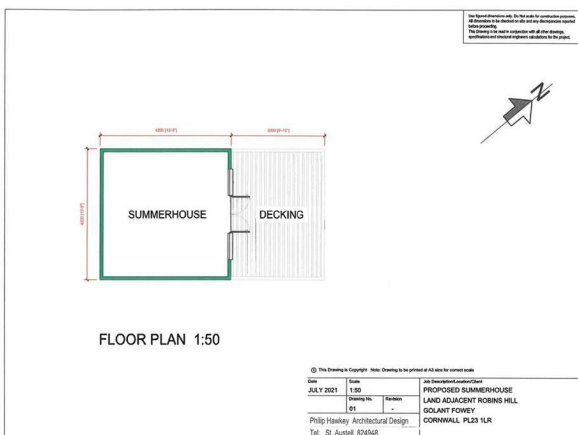 Use figured dimensions only. Do Not scale for construction purposes.
All dimensions to be checked on site and any discrepancies reported
before proceeding.
This Drawing to be read in conjunction with all other drawings,
specifications and structural engineers calculations for the project.
N
SUMMERHOUSE
DECKING
FLOOR PLAN 1:50
© This Drawing is Copyright Note: Drawing to be printed at A3 size for correct scale
Date
JULY 2021
Scale
1:50
Drawing No.
01
Revision
-
Philip Hawkey Architectural Design
Tel: St. Austell 824948
Job Description/Location/Client
PROPOSED SUMMERHOUSE
LAND ADJACENT ROBINS HILL
GOLANT FOWEY
CORNWALL PL23 1LR